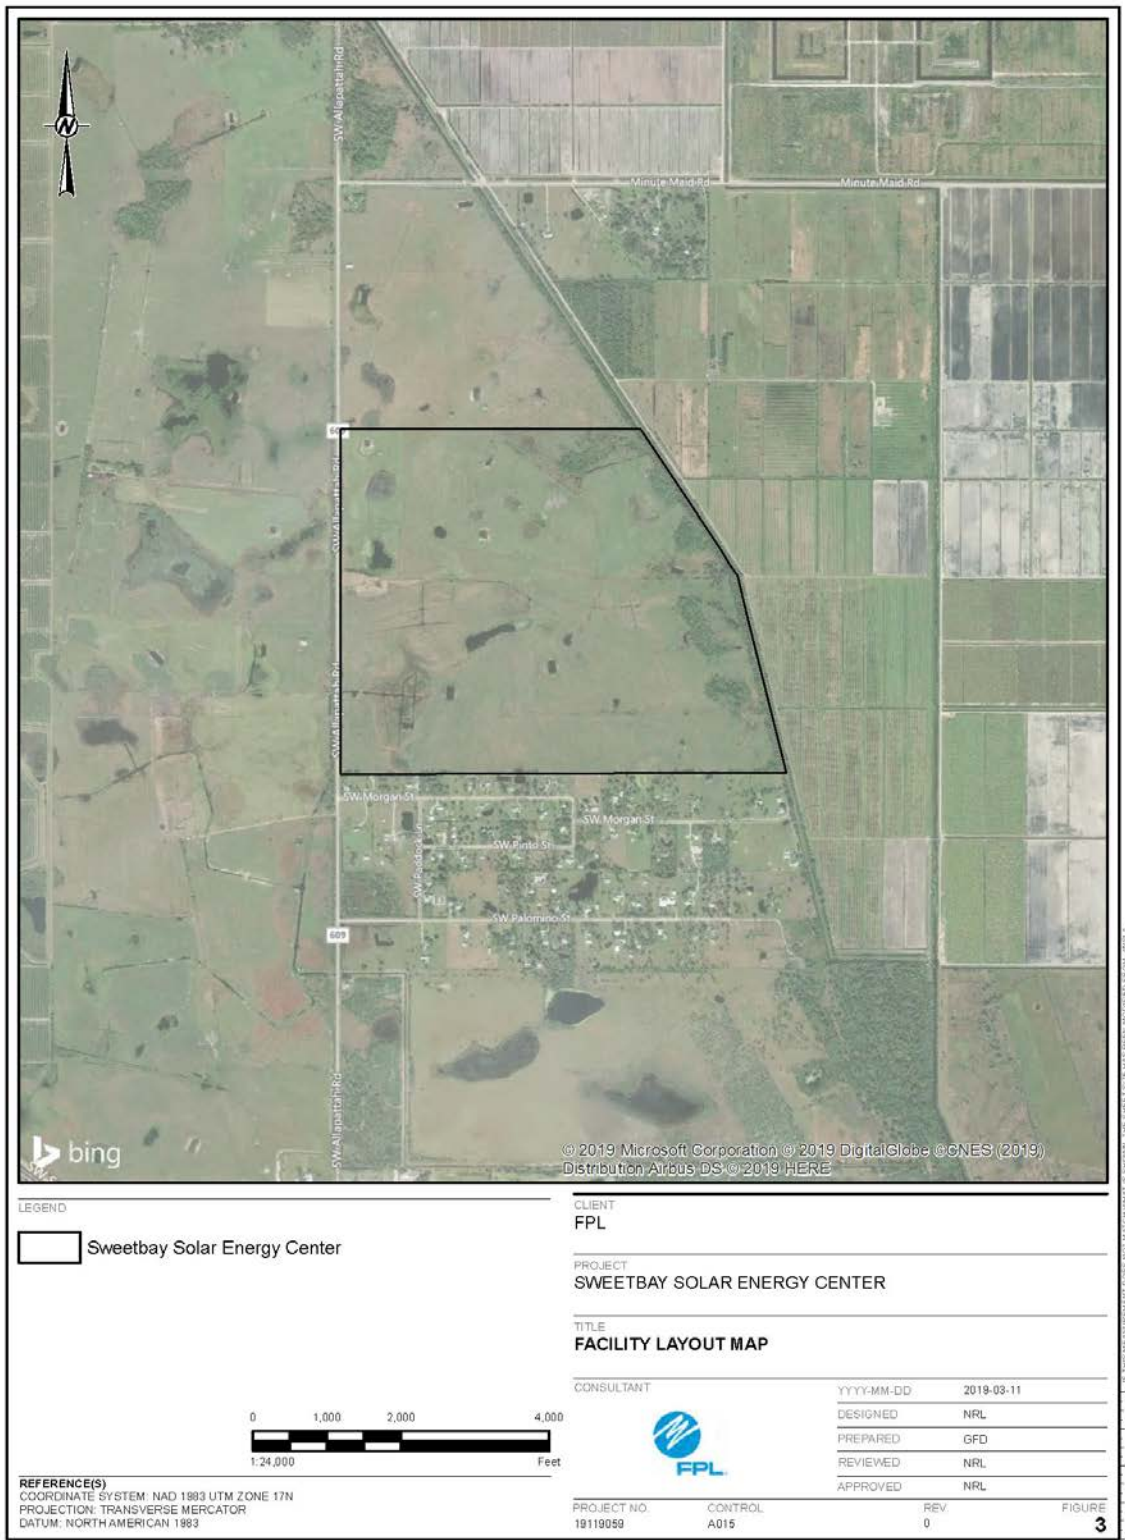 N
SW Allapattah Rd
Minute Maid Rd
Minute Maid Rd
SW Allapattah Rd
SW Allapattah Rd
SW Morgan St
SW Morgan St
SW Paddock Ln
SW Pinto St
SW Palomino St
609
SW Allapattah Rd
bing
© 2019 Microsoft Corporation © 2019 DigitalGlobe ©CNES (2019)
Distribution Airbus DS © 2019 HERE
LEGEND
Sweetbay Solar Energy Center
CLIENT
FPL
PROJECT
SWEETBAY SOLAR ENERGY CENTER
TITLE
FACILITY LAYOUT MAP
CONSULTANT
FPL
YYYY-MM-DD 2019-03-11
DESIGNED NRL
PREPARED GFD
REVIEWED NRL
APPROVED NRL
0 1,000 2,000 4,000
1:24,000 Feet
REFERENCE(S)
COORDINATE SYSTEM: NAD 1983 UTM ZONE 17N
PROJECTION: TRANSVERSE MERCATOR
DATUM: NORTH AMERICAN 1983
PROJECT NO. CONTROL REV. FIGURE
19119059 A015 0 3